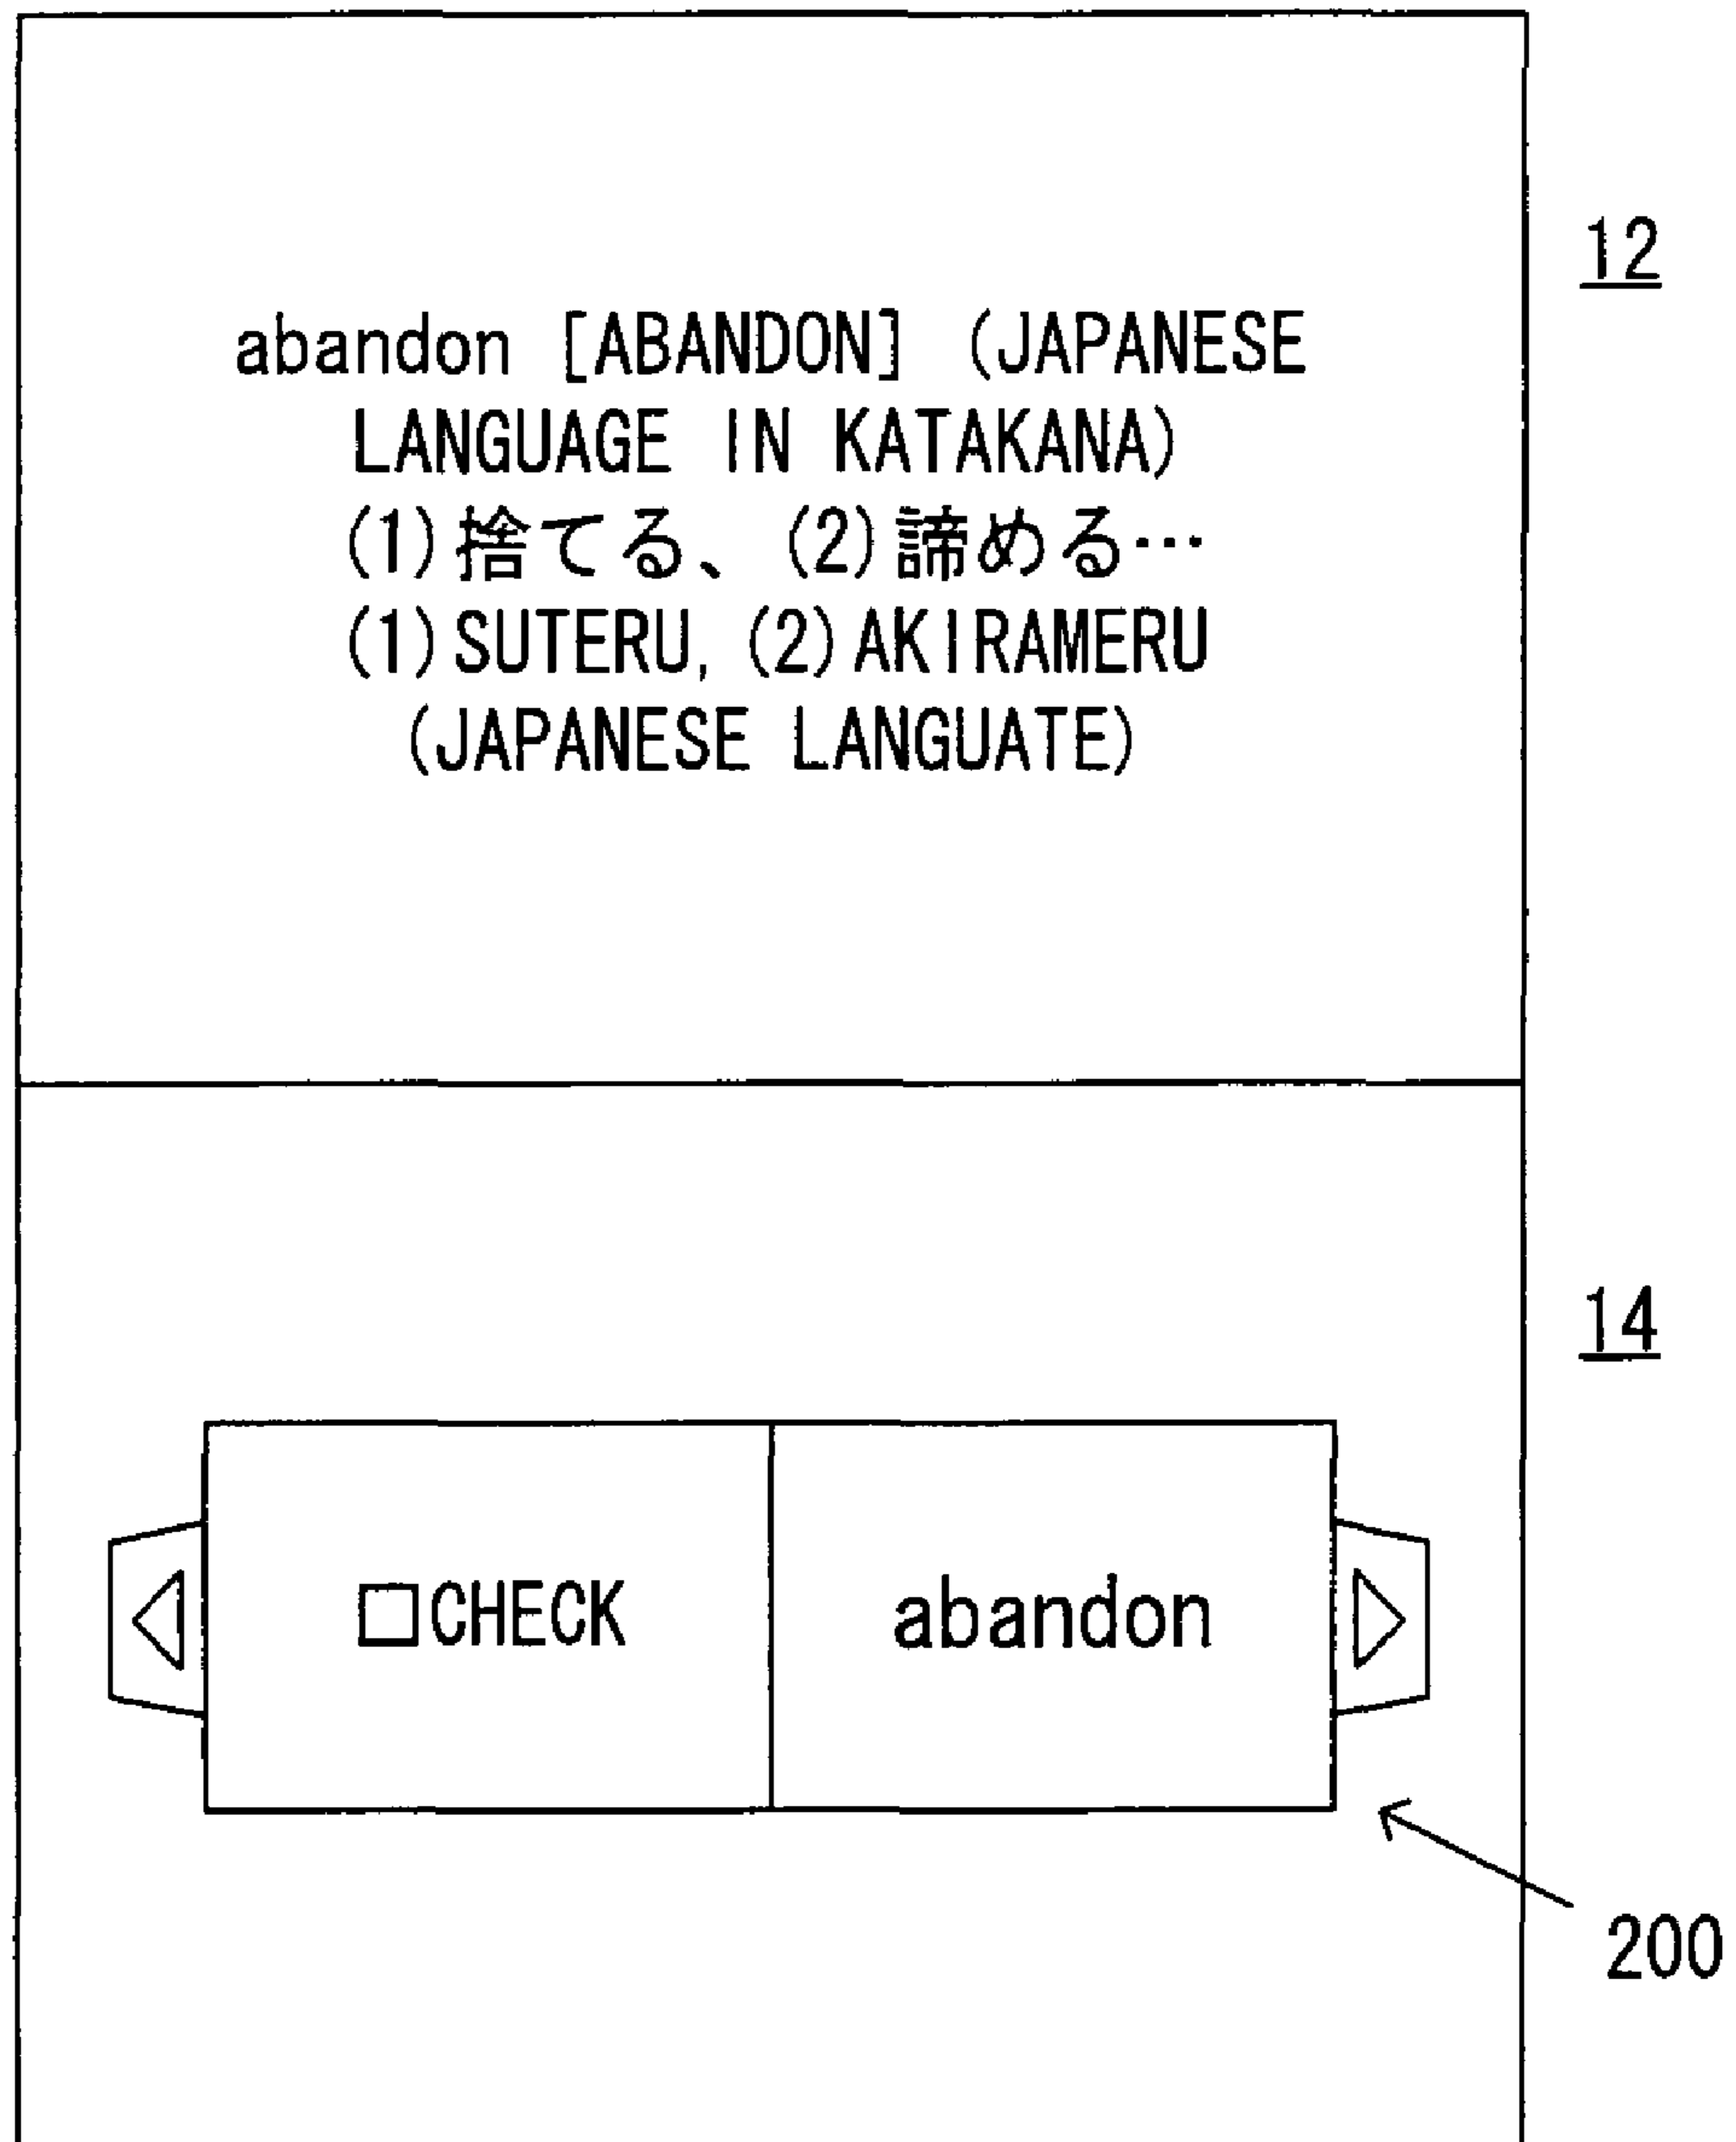 12
abandon [ABANDON] (JAPANESE
LANGUAGE IN KATAKANA)
(1)捨てる、(2)諦める…
(1)SUTERU, (2)AKIRAMERU
(JAPANESE LANGUATE)
14
□CHECK
abandon
200